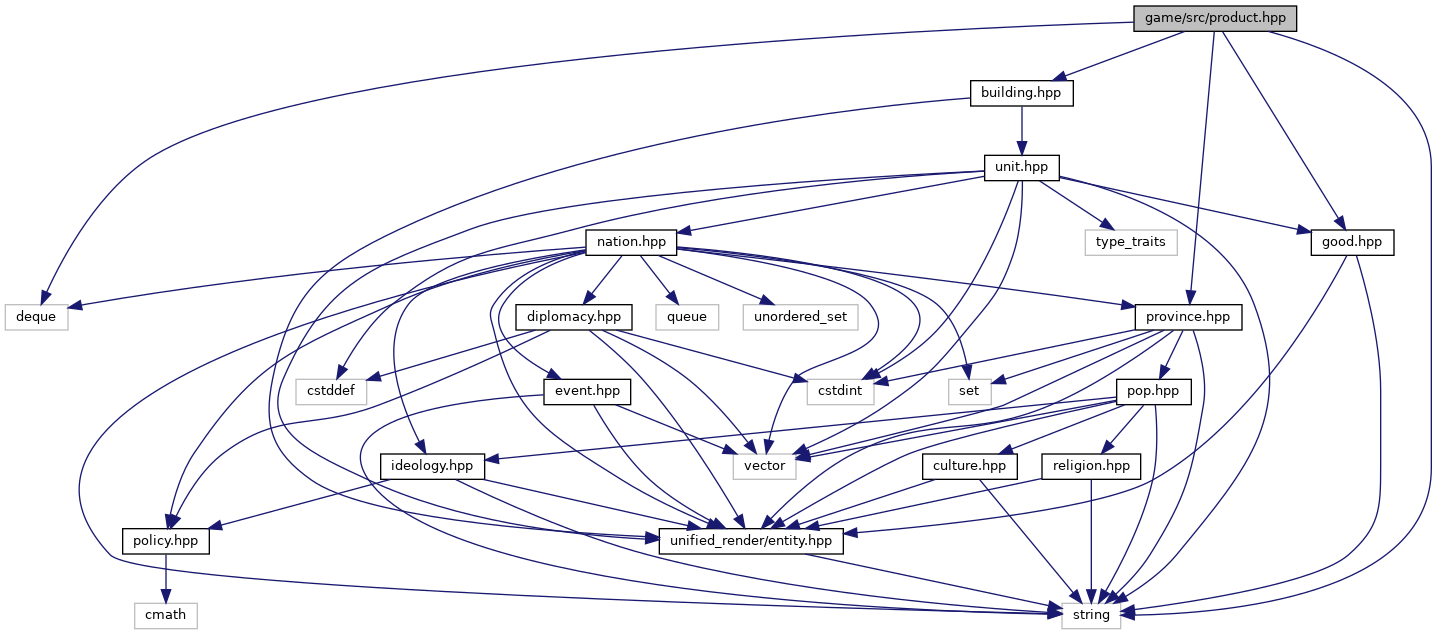 game/src/product.hpp
building.hpp
unit.hpp
nation.hpp
type_traits
good.hpp
deque
diplomacy.hpp
queue
unordered_set
province.hpp
cstddef
event.hpp
cstdint
set
pop.hpp
ideology.hpp
vector
culture.hpp
religion.hpp
policy.hpp
unified_render/entity.hpp
cmath
string